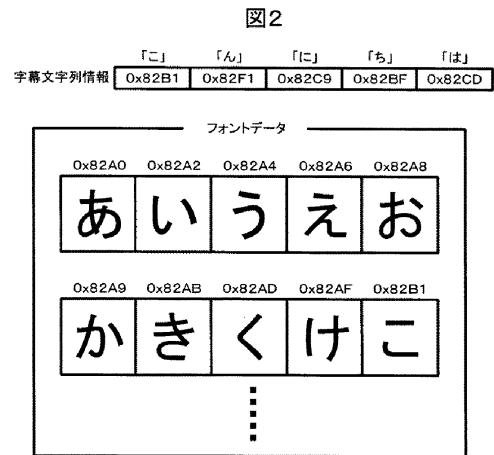 図2
「こ」 「ん」 「に」 「ち」 「は」
字幕文字列情報 0x82B1 0x82F1 0x82C9 0x82BF 0x82CD
フォントデータ
0x82A0 0x82A2 0x82A4 0x82A6 0x82A8
あ い う え お
0x82A9 0x82AB 0x82AD 0x82AF 0x82B1
か き く け こ